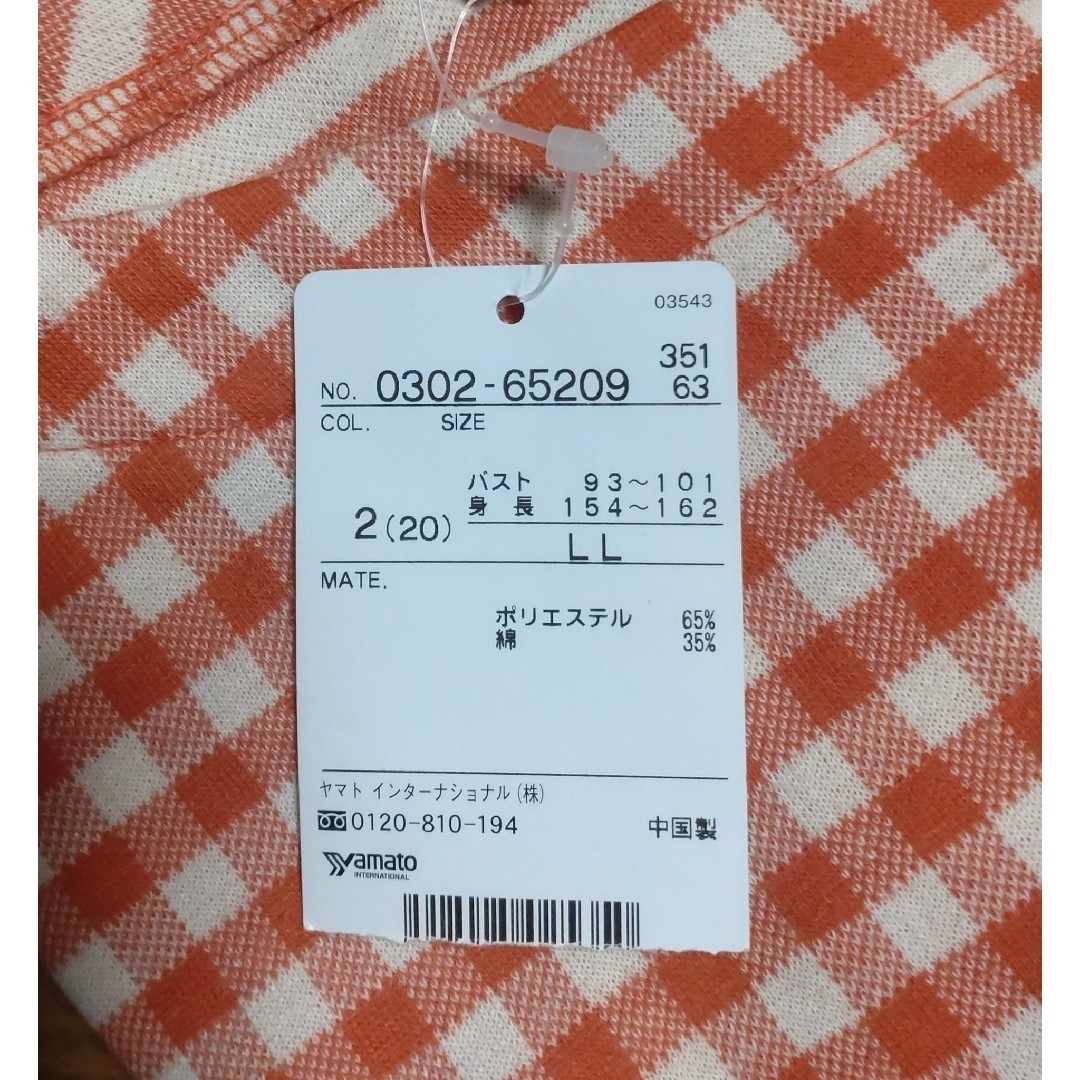 03543
351
NO. 0302-65209 63
COL. SIZE
バスト 93~101
身長 154~162
2(20)
LL
MATE.
ポリエステル 65%
綿 35%
ヤマト インターナショナル(株)
0120-810-194
中国製
Yamato
INTERNATIONAL